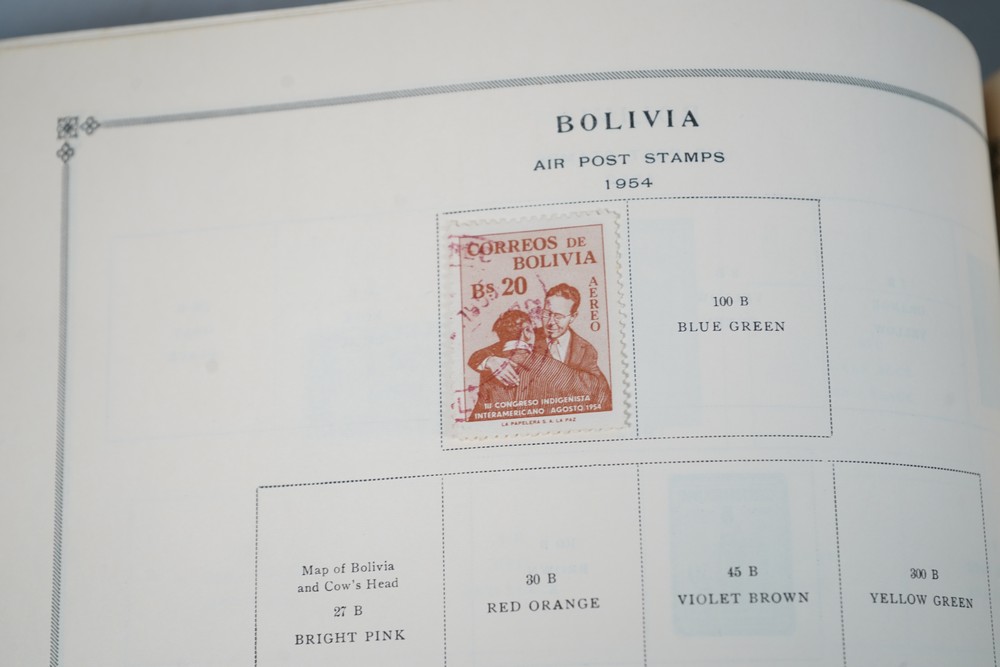 BOLIVIA
AIR POST STAMPS
1954
CORREOS DE
BOLIVIA
Bs. 20
AEREO
III CONGRESO INDIGENISTA
INTERAMERICANO AGOSTO 1954
LA PAPELERA S. A. LA PAZ
100 B
BLUE GREEN
Map of Bolivia
and Cow's Head
27 B
BRIGHT PINK
30 B
RED ORANGE
45 B
VIOLET BROWN
300 B
YELLOW GREEN